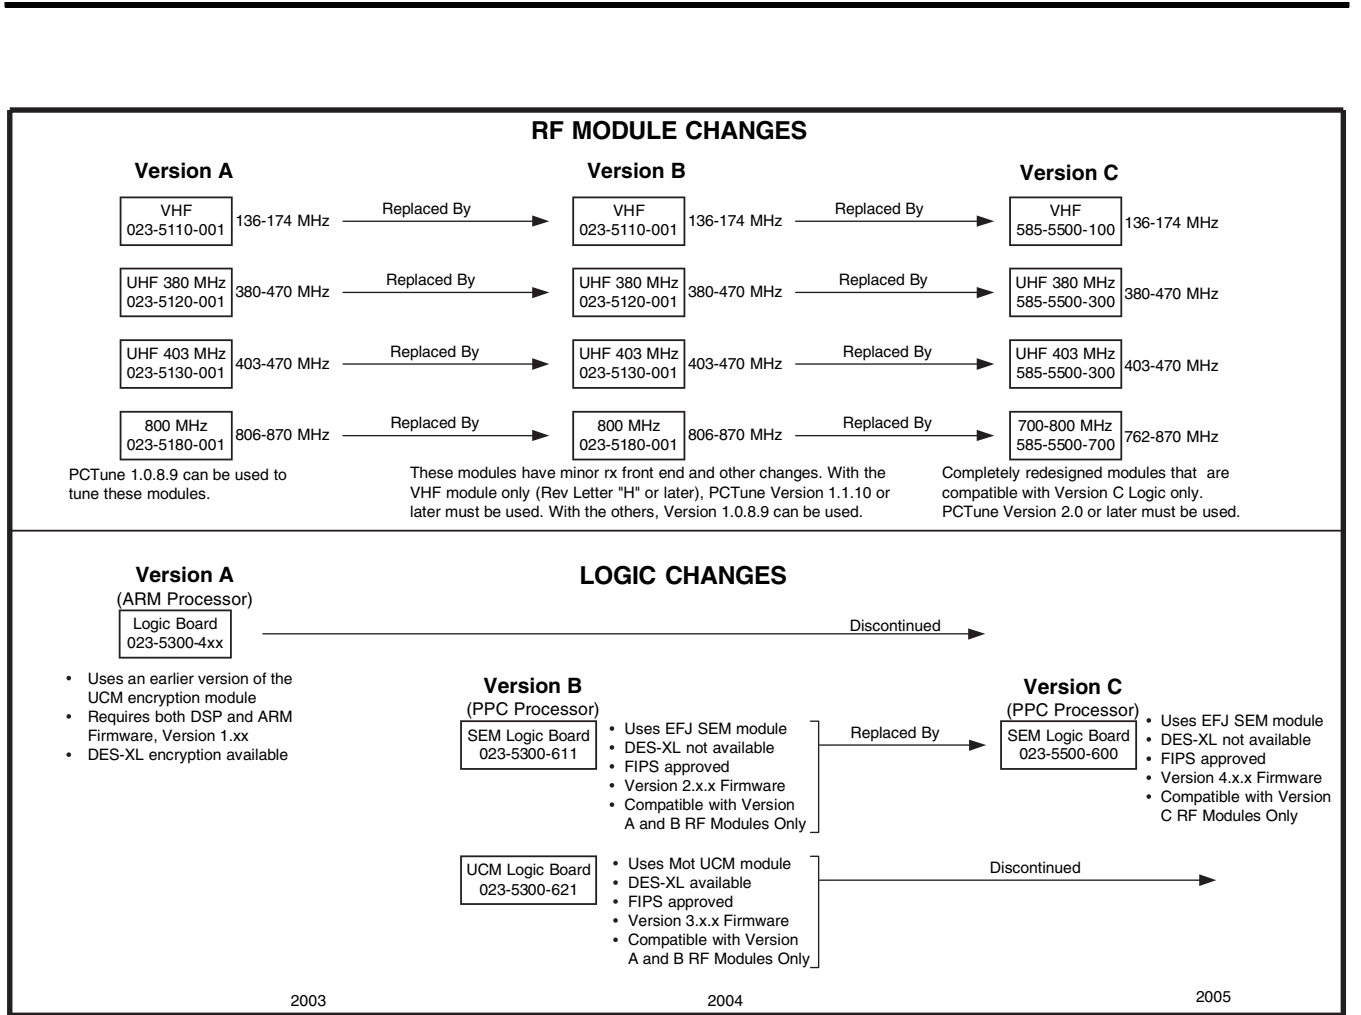 RF MODULE CHANGES
Version A
Version B
Version C
VHF
023-5110-001
136-174 MHz
Replaced By
VHF
023-5110-001
136-174 MHz
Replaced By
VHF
585-5500-100
136-174 MHz
UHF 380 MHz
023-5120-001
380-470 MHz
Replaced By
UHF 380 MHz
023-5120-001
380-470 MHz
Replaced By
UHF 380 MHz
585-5500-300
380-470 MHz
UHF 403 MHz
023-5130-001
403-470 MHz
Replaced By
UHF 403 MHz
023-5130-001
403-470 MHz
Replaced By
UHF 403 MHz
585-5500-300
403-470 MHz
800 MHz
023-5180-001
806-870 MHz
Replaced By
800 MHz
023-5180-001
806-870 MHz
Replaced By
700-800 MHz
585-5500-700
762-870 MHz
PCTune 1.0.8.9 can be used to
tune these modules.
These modules have minor rx front end and other changes. With the
VHF module only (Rev Letter "H" or later), PCTune Version 1.1.10 or
later must be used. With the others, Version 1.0.8.9 can be used.
Completely redesigned modules that are
compatible with Version C Logic only.
PCTune Version 2.0 or later must be used.
LOGIC CHANGES
Version A
(ARM Processor)
Logic Board
023-5300-4xx
Discontinued
• Uses an earlier version of the
UCM encryption module
• Requires both DSP and ARM
Firmware, Version 1.xx
• DES-XL encryption available
Version B
(PPC Processor)
SEM Logic Board
023-5300-611
• Uses EFJ SEM module
• DES-XL not available
• FIPS approved
• Version 2.x.x Firmware
• Compatible with Version
A and B RF Modules Only
Replaced By
Version C
(PPC Processor)
SEM Logic Board
023-5500-600
• Uses EFJ SEM module
• DES-XL not available
• FIPS approved
• Version 4.x.x Firmware
• Compatible with Version
C RF Modules Only
UCM Logic Board
023-5300-621
• Uses Mot UCM module
• DES-XL available
• FIPS approved
• Version 3.x.x Firmware
• Compatible with Version
A and B RF Modules Only
Discontinued
2003
2004
2005